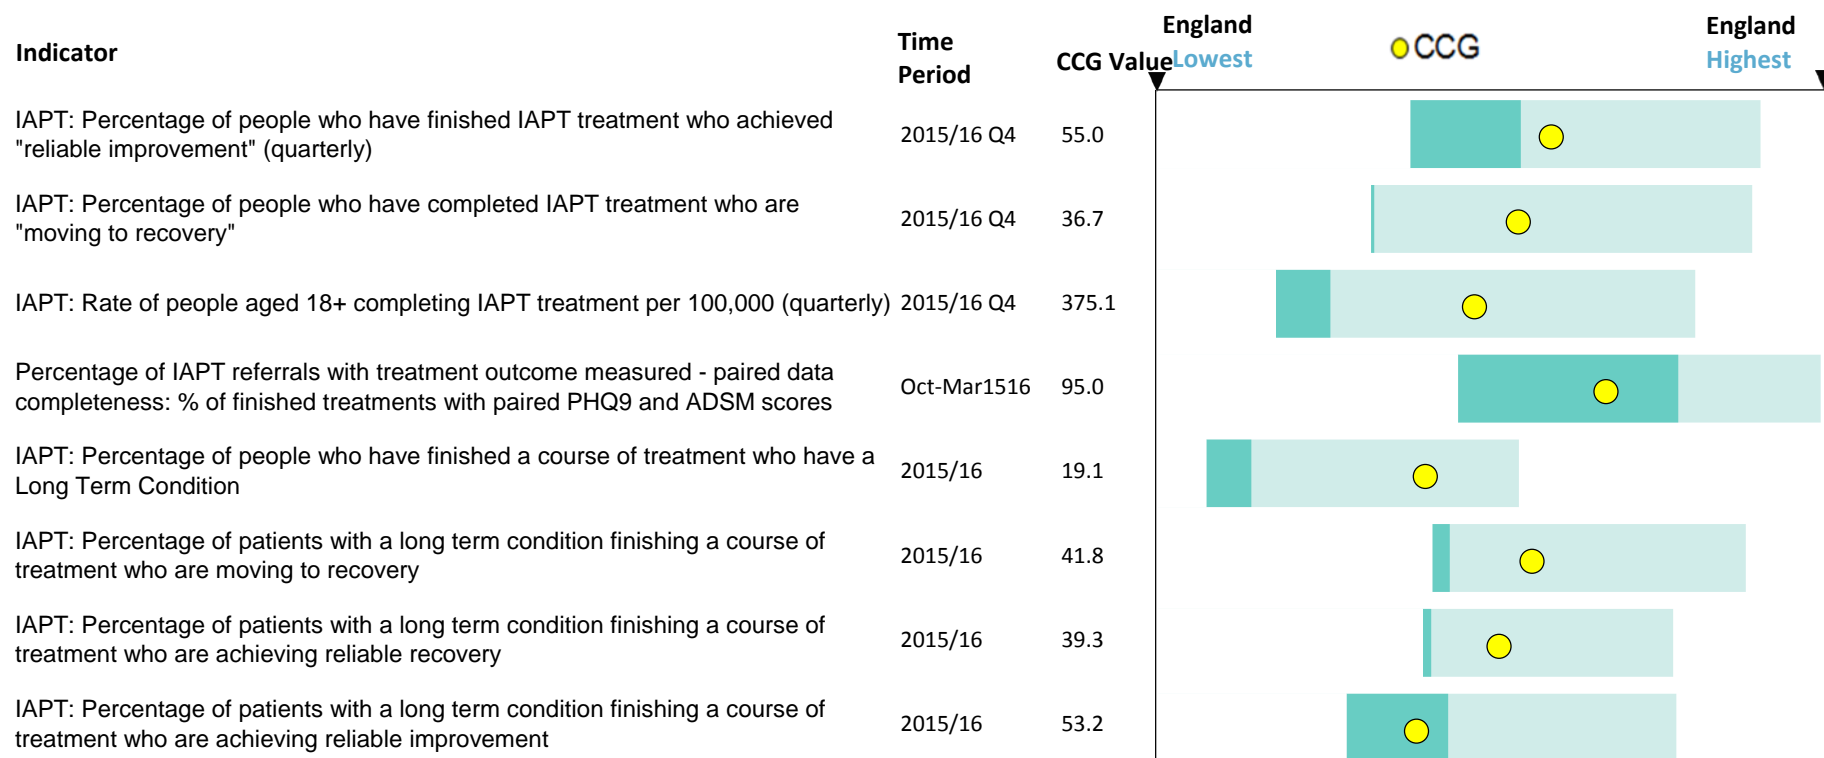 Indicator
Time
Period
CCG Value
England
Lowest
CCG
England
Highest
IAPT: Percentage of people who have finished IAPT treatment who achieved
"reliable improvement" (quarterly)
2015/16 Q4
55.0
IAPT: Percentage of people who have completed IAPT treatment who are
"moving to recovery"
2015/16 Q4
36.7
IAPT: Rate of people aged 18+ completing IAPT treatment per 100,000 (quarterly)
2015/16 Q4
375.1
Percentage of IAPT referrals with treatment outcome measured - paired data
completeness: % of finished treatments with paired PHQ9 and ADSM scores
Oct-Mar1516
95.0
IAPT: Percentage of people who have finished a course of treatment who have a
Long Term Condition
2015/16
19.1
IAPT: Percentage of patients with a long term condition finishing a course of
treatment who are moving to recovery
2015/16
41.8
IAPT: Percentage of patients with a long term condition finishing a course of
treatment who are achieving reliable recovery
2015/16
39.3
IAPT: Percentage of patients with a long term condition finishing a course of
treatment who are achieving reliable improvement
2015/16
53.2